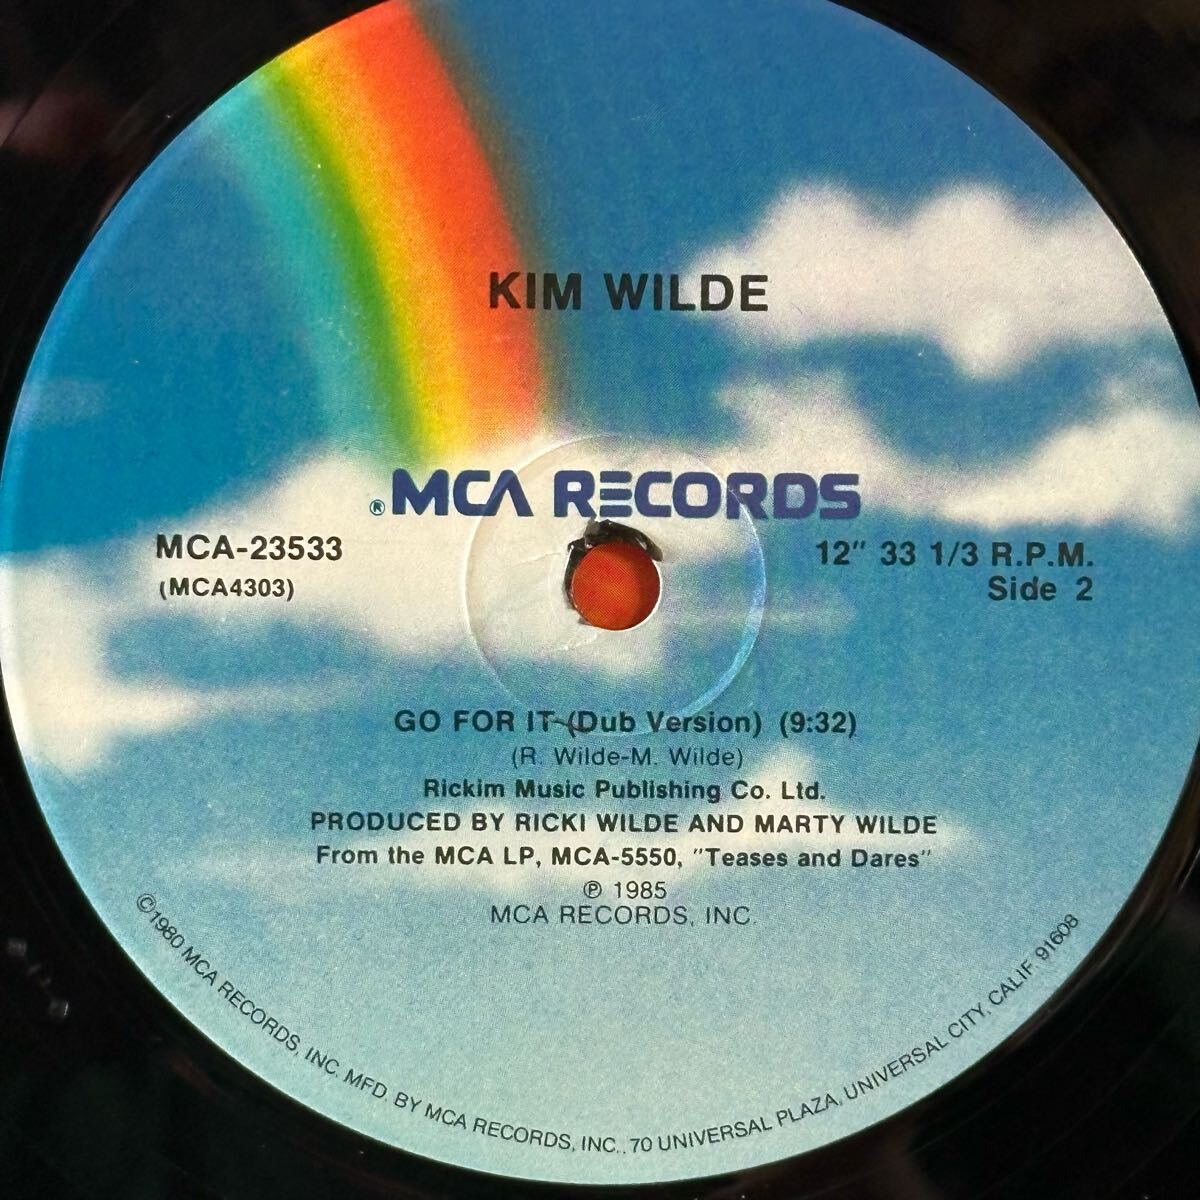 KIM WILDE
® MCA RECORDS
MCA-23533
(MCA4303)
12" 33 1/3 R.P.M.
Side 2
GO FOR IT (Dub Version) (9:32)
(R. Wilde-M. Wilde)
Rickim Music Publishing Co. Ltd.
PRODUCED BY RICKI WILDE AND MARTY WILDE
From the MCA LP, MCA-5550, "Teases and Dares"
℗ 1985
MCA RECORDS, INC.
©1980 MCA RECORDS, INC. MFD. BY MCA RECORDS, INC., 70 UNIVERSAL PLAZA, UNIVERSAL CITY, CALIF. 91608